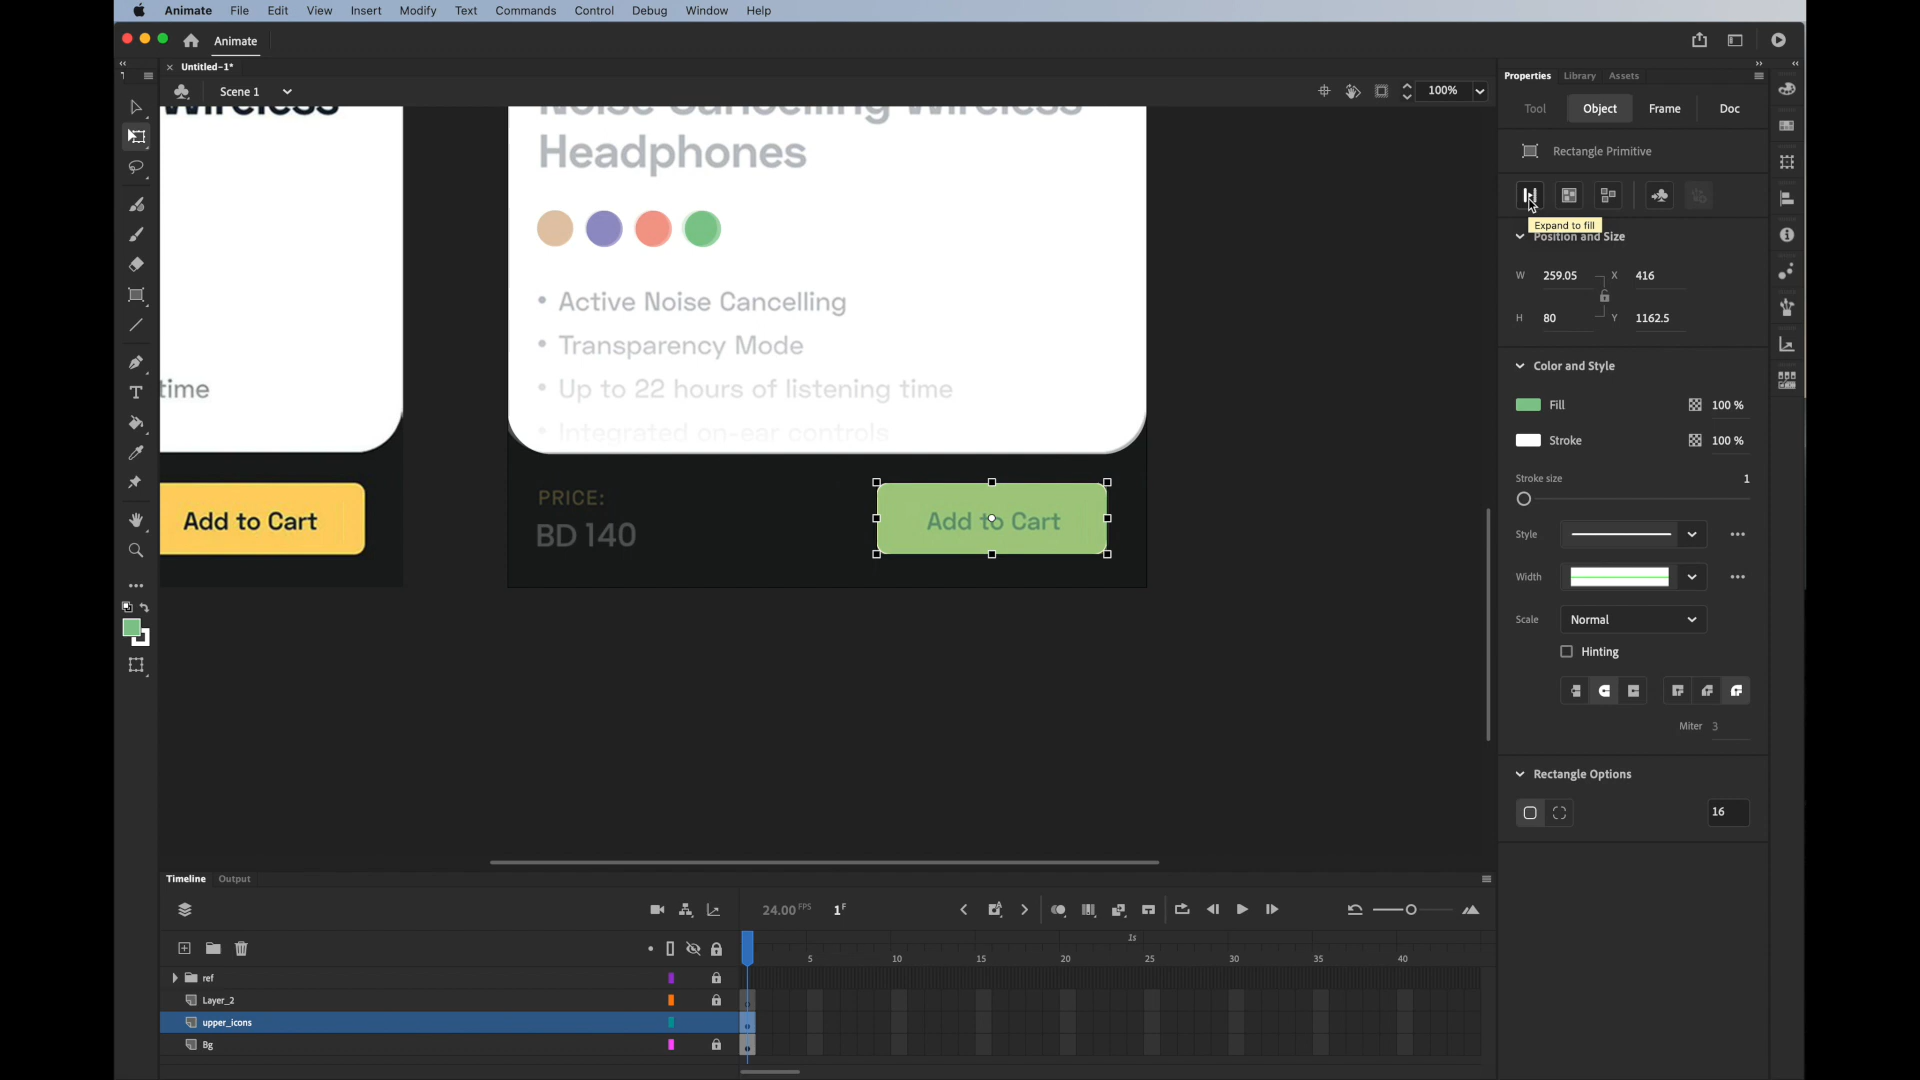 Animate File Edit View Insert Modify Text Commands Control Debug Window Help
Animate
Untitled-1*
Scene 1
100%
Wireless
time
Add to Cart
Noise Cancelling Wireless
Headphones
• Active Noise Cancelling
• Transparency Mode
• Up to 22 hours of listening time
• Integrated on-ear controls
PRICE:
BD 140
Add to Cart
Properties Library Assets
Tool Object Frame Doc
Rectangle Primitive
Expand to fill
Position and Size
W 259.05 X 416
H 80 Y 1162.5
Color and Style
Fill 100 %
Stroke 100 %
Stroke size 1
Style
Width
Scale Normal
Hinting
Miter 3
Rectangle Options
16
Timeline Output
24.00 FPS 1 F
1s
5 10 15 20 25 30 35 40
ref
Layer_2
upper_icons
Bg